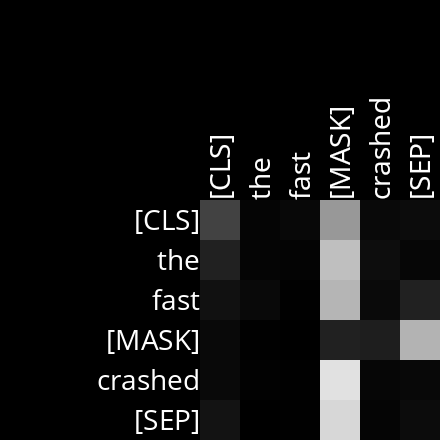 [CLS] the fast [MASK] crashed [SEP]
[CLS]
the
fast
[MASK]
crashed
[SEP]